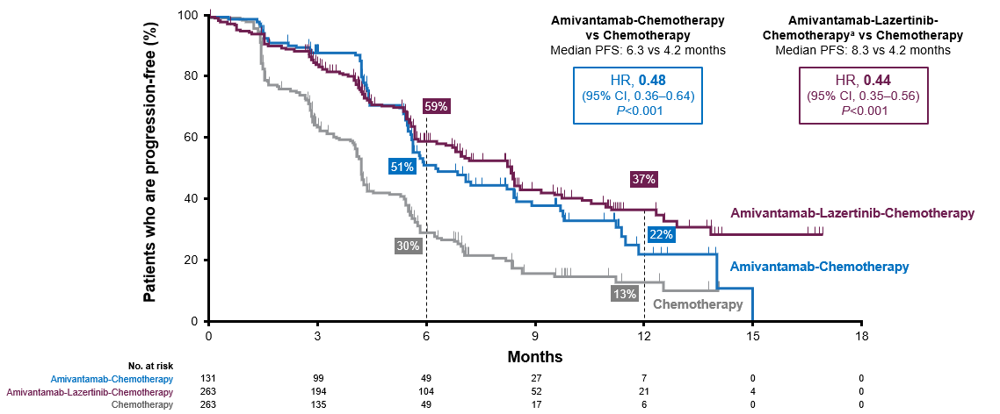 Amivantamab-Chemotherapy
vs Chemotherapy
Median PFS: 6.3 vs 4.2 months
HR, 0.48
(95% CI, 0.36–0.64)
P<0.001
Amivantamab-Lazertinib-
Chemotherapyᵃ vs Chemotherapy
Median PFS: 8.3 vs 4.2 months
HR, 0.44
(95% CI, 0.35–0.56)
P<0.001
Patients who are progression-free (%)
100
80
60
40
20
0
59%
51%
30%
37%
22%
13%
Amivantamab-Lazertinib-Chemotherapy
Amivantamab-Chemotherapy
Chemotherapy
0 3 6 9 12 15 18
Months
No. at risk
Amivantamab-Chemotherapy 131 99 49 27 7 0 0
Amivantamab-Lazertinib-Chemotherapy 263 194 104 52 21 4 0
Chemotherapy 263 135 49 17 6 0 0